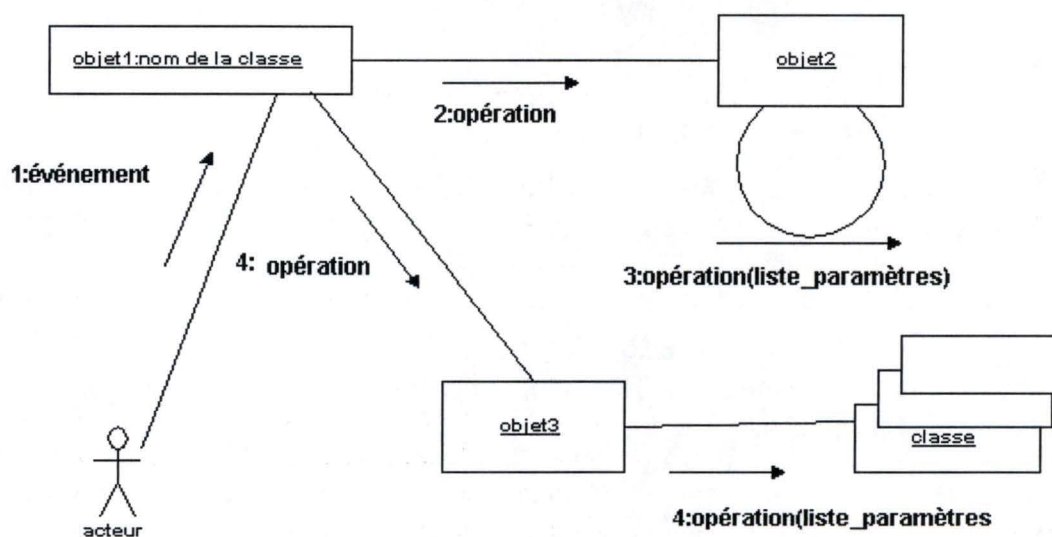 objet1:nom de la classe
objet2
2:opération
1:événement
4: opération
3:opération(liste_paramètres)
objet3
classe
4:opération(liste_paramètres
acteur